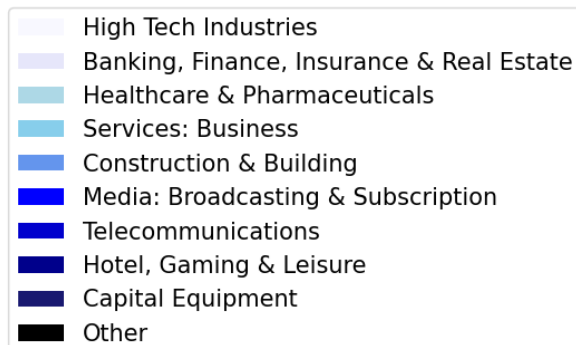 High Tech Industries
Banking, Finance, Insurance & Real Estate
Healthcare & Pharmaceuticals
Services: Business
Construction & Building
Media: Broadcasting & Subscription
Telecommunications
Hotel, Gaming & Leisure
Capital Equipment
Other